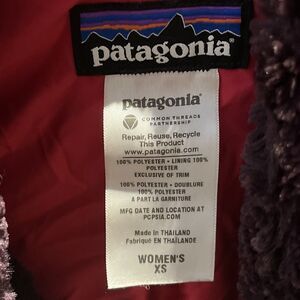 patagonia®
patagonia®
COMMON THREADS
PARTNERSHIP
Repair, Reuse, Recycle
This Product
www.patagonia.com
100% POLYESTER • LINING 100%
POLYESTER
EXCLUSIVE OF TRIM
100% POLYESTER • DOUBLURE
100% POLYESTER
A PART LA GARNITURE
MFG DATE AND LOCATION AT
PCPSIA.COM
Made in THAILAND
Fabriqué EN THAÏLANDE
WOMEN'S
XS